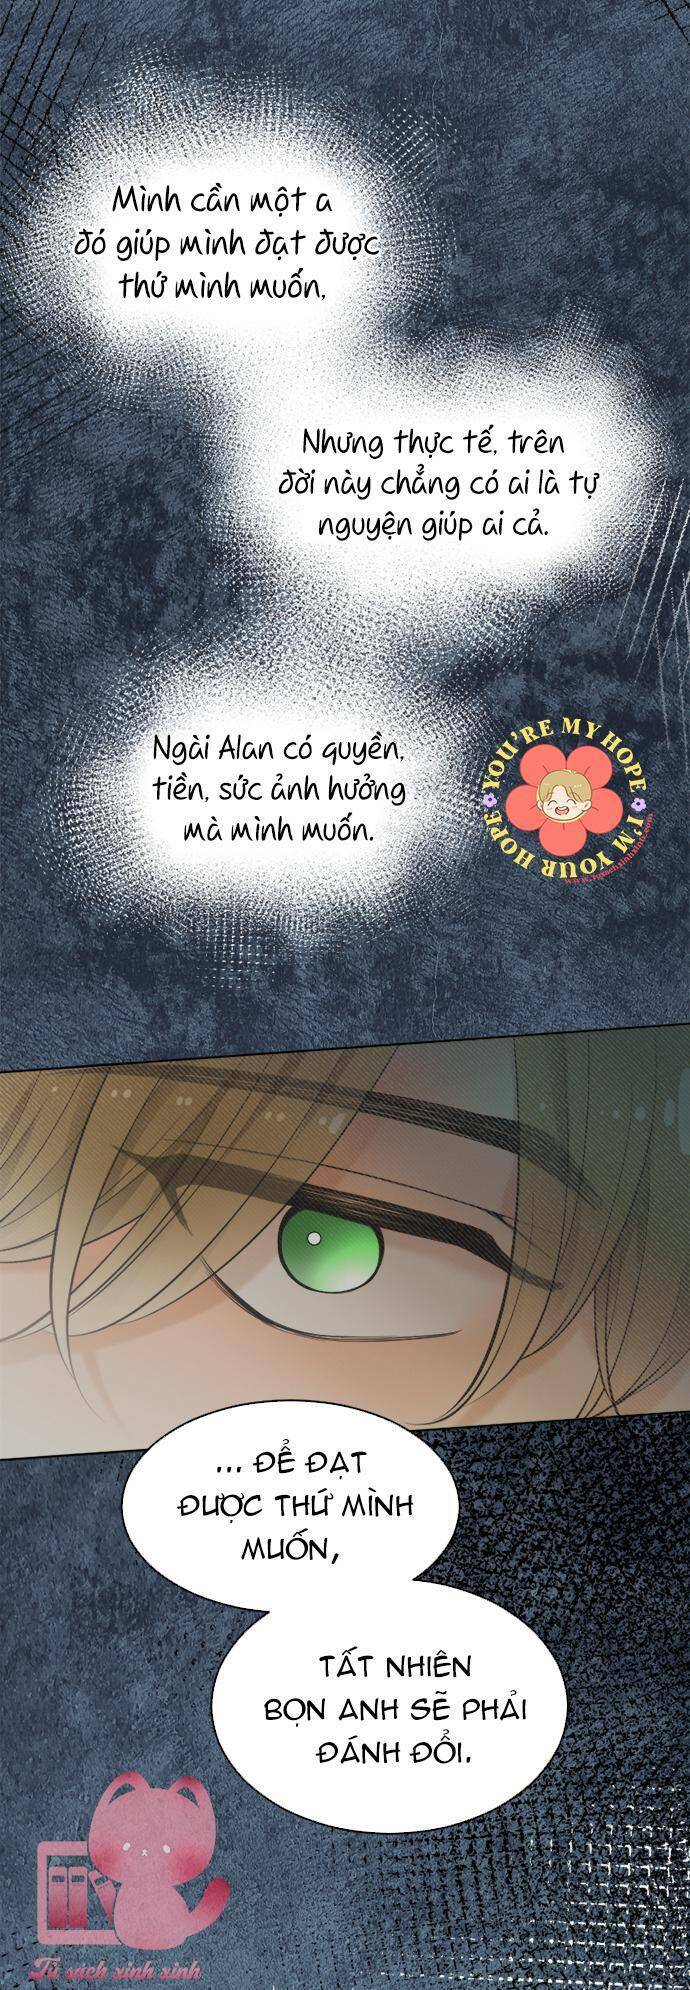 Mình cần một a
đó giúp mình đạt được
thứ mình muốn,
Nhưng thực tế, trên
đời này chẳng có ai là tự
nguyện giúp ai cả.
Ngài Alan có quyền,
tiền, sức ảnh hưởng
mà mình muốn.
YOU'RE MY HOPE
I'M YOUR HOPE
... ĐỂ ĐẠT
ĐƯỢC THỨ MÌNH
MUỐN,
TẤT NHIÊN
BỌN ANH SẼ PHẢI
ĐÁNH ĐỔI.
Tủ sách xinh xinh